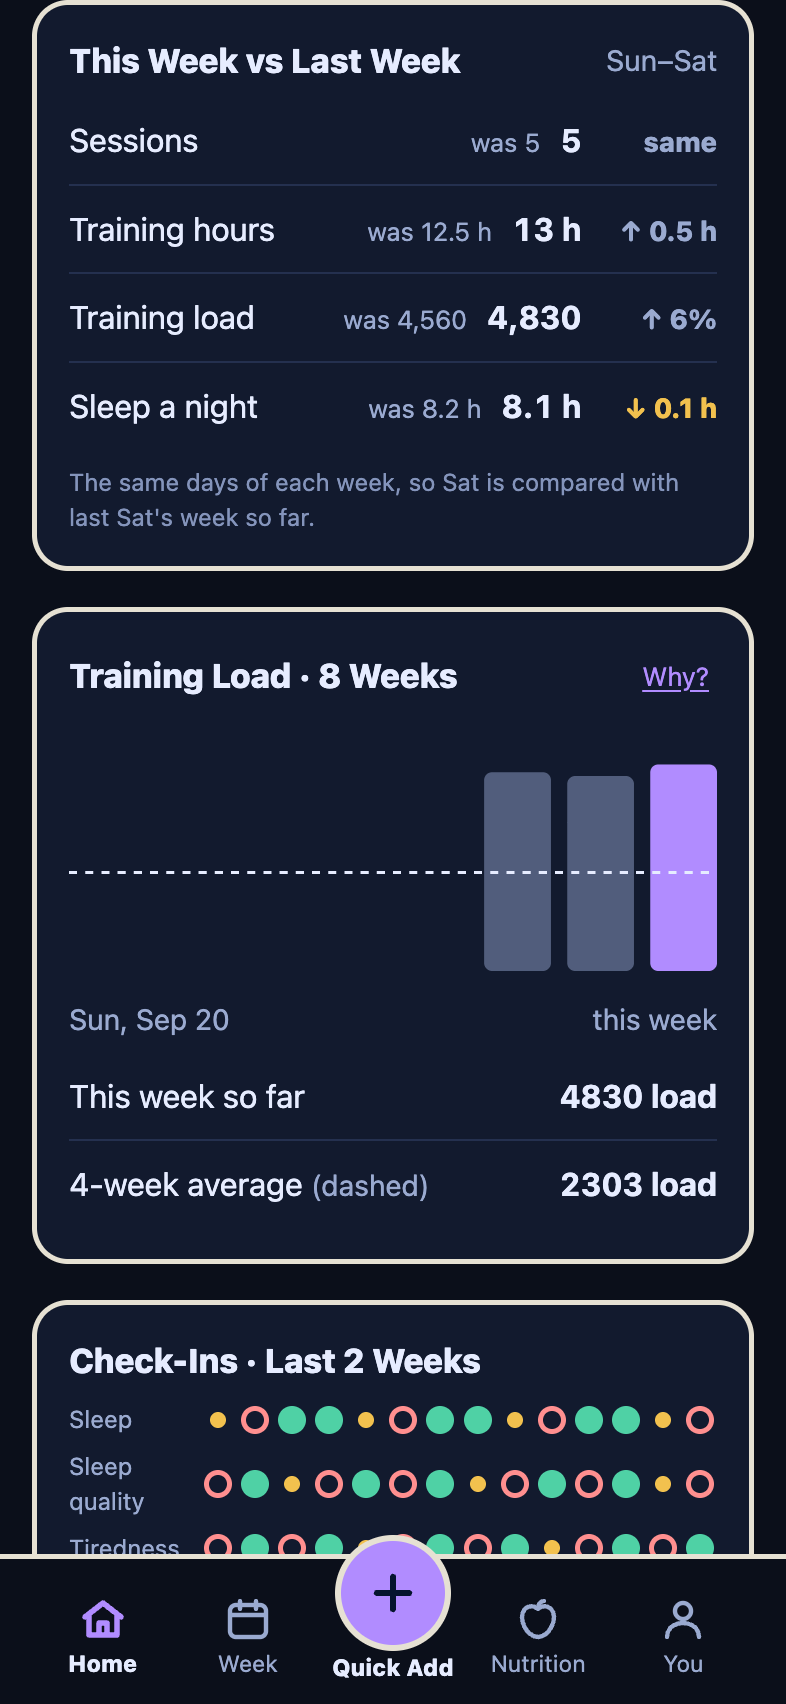 This Week vs Last Week Sun–Sat
Sessions was 5 5 same
Training hours was 12.5 h 13 h ↑ 0.5 h
Training load was 4,560 4,830 ↑ 6%
Sleep a night was 8.2 h 8.1 h ↓ 0.1 h
The same days of each week, so Sat is compared with
last Sat's week so far.
Training Load · 8 Weeks Why?
Sun, Sep 20 this week
This week so far 4830 load
4-week average (dashed) 2303 load
Check-Ins · Last 2 Weeks
Sleep
Sleep
quality
Tiredness
Home Week Quick Add Nutrition You